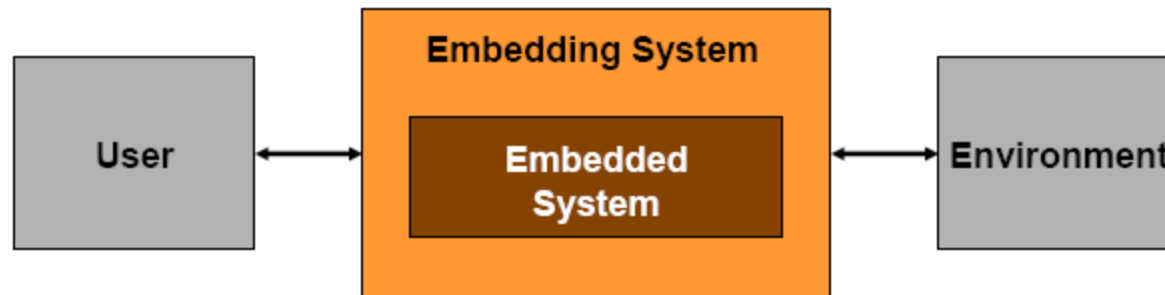 Embedding System
User
Embedded
System
Environment